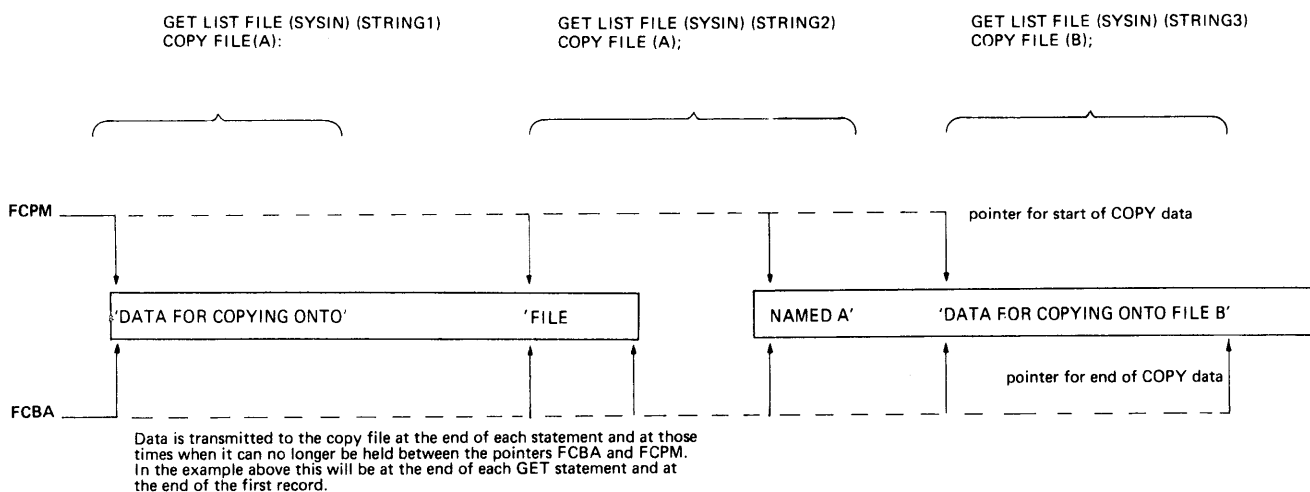 GET LIST FILE (SYSIN) (STRING1)
COPY FILE(A):
GET LIST FILE (SYSIN) (STRING2)
COPY FILE (A);
GET LIST FILE (SYSIN) (STRING3)
COPY FILE (B);
FCPM
pointer for start of COPY data
'DATA FOR COPYING ONTO' 'FILE
NAMED A' 'DATA FOR COPYING ONTO FILE B'
pointer for end of COPY data
FCBA
Data is transmitted to the copy file at the end of each statement and at those
times when it can no longer be held between the pointers FCBA and FCPM.
In the example above this will be at the end of each GET statement and at
the end of the first record.